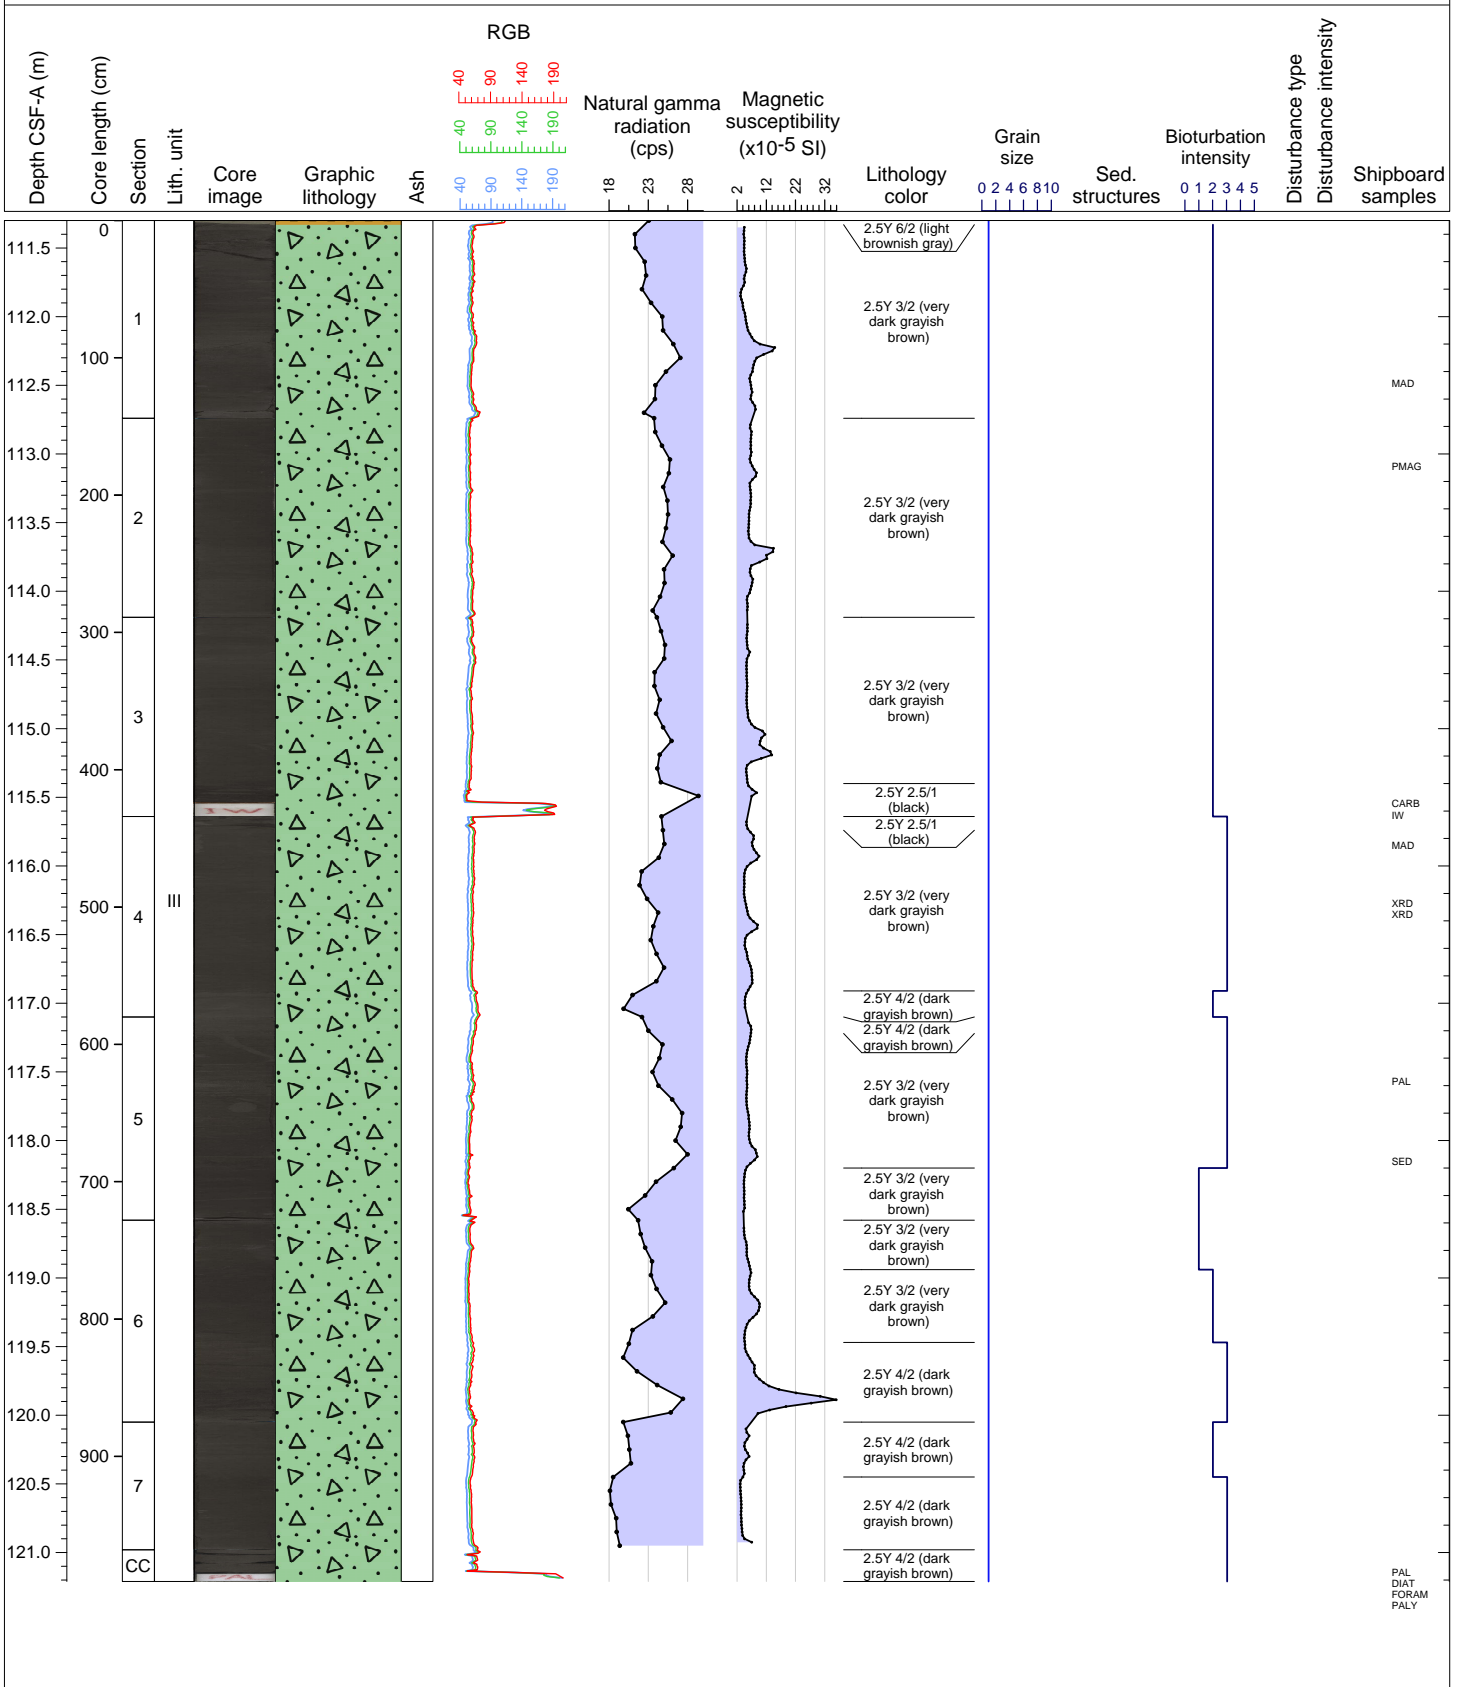 RGB
Depth CSF-A (m)
Core length (cm)
Section
Lith. unit
Core
image
Graphic
lithology
Ash
40 90 140 190
40 90 140 190
40 90 140 190
Natural gamma
radiation
(cps)
18 23 28
Magnetic
susceptibility
(x10-5 SI)
2 12 22 32
Lithology
color
Grain
size
0 2 4 6 8 10
Sed.
structures
Bioturbation
intensity
0 1 2 3 4 5
Disturbance type
Disturbance intensity
Shipboard
samples
111.5
112.0
112.5
113.0
113.5
114.0
114.5
115.0
115.5
116.0
116.5
117.0
117.5
118.0
118.5
119.0
119.5
120.0
120.5
121.0
0
100
200
300
400
500
600
700
800
900
1
2
3
4
5
6
7
CC
III
IW
PAL
2.5Y 6/2 (light
brownish gray)
2.5Y 3/2 (very
dark grayish
brown)
2.5Y 3/2 (very
dark grayish
brown)
2.5Y 3/2 (very
dark grayish
brown)
2.5Y 2.5/1
(black)
2.5Y 2.5/1
(black)
2.5Y 3/2 (very
dark grayish
brown)
2.5Y 4/2 (dark
grayish brown)
2.5Y 4/2 (dark
grayish brown)
2.5Y 3/2 (very
dark grayish
brown)
2.5Y 3/2 (very
dark grayish
brown)
2.5Y 3/2 (very
dark grayish
brown)
2.5Y 3/2 (very
dark grayish
brown)
2.5Y 4/2 (dark
grayish brown)
2.5Y 4/2 (dark
grayish brown)
2.5Y 4/2 (dark
grayish brown)
2.5Y 4/2 (dark
grayish brown)
MAD
PMAG
CARB
IW
MAD
XRD
XRD
PAL
SED
PAL
DIAT
FORAM
PALY